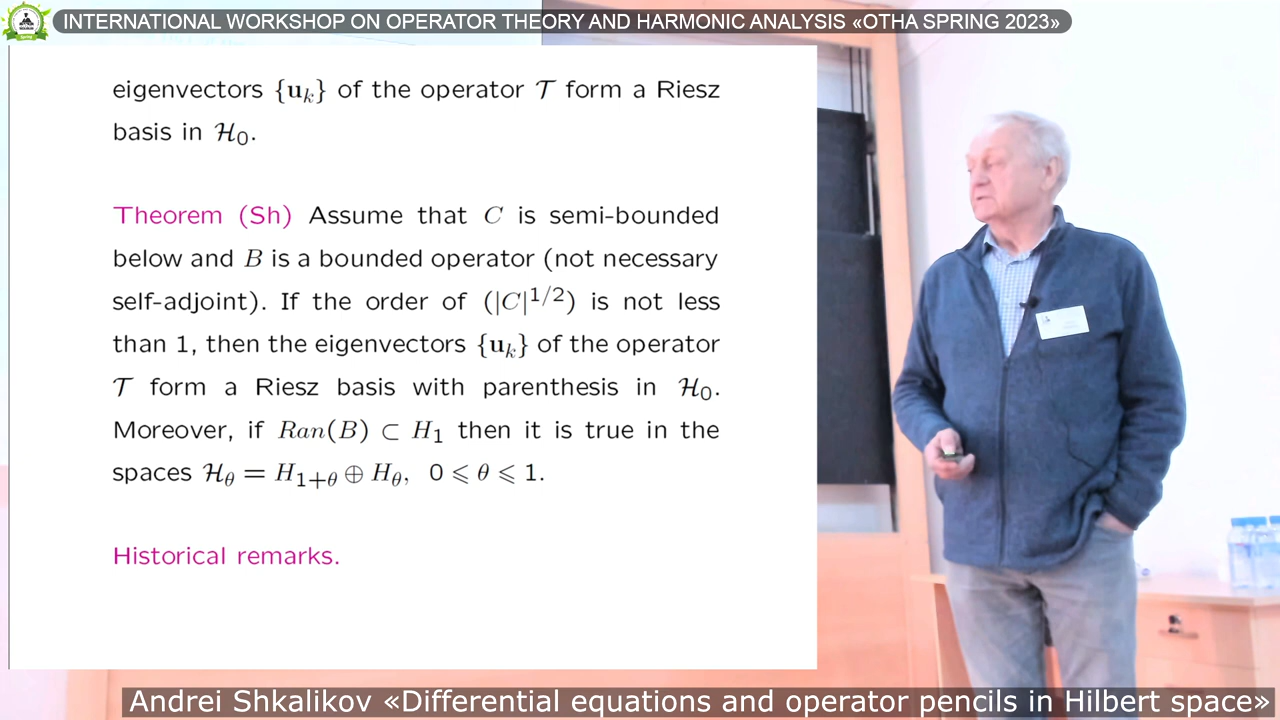 INTERNATIONAL WORKSHOP ON OPERATOR THEORY AND HARMONIC ANALYSIS «OTHA SPRING 2023»
eigenvectors {u_k} of the operator 𝒯 form a Riesz
basis in ℋ₀.
Theorem (Sh) Assume that C is semi-bounded
below and B is a bounded operator (not necessary
self-adjoint). If the order of (|C|^{1/2}) is not less
than 1, then the eigenvectors {u_k} of the operator
𝒯 form a Riesz basis with parenthesis in ℋ₀.
Moreover, if Ran(B) ⊂ H₁ then it is true in the
spaces ℋ_θ = H_{1+θ} ⊕ H_θ, 0 ⩽ θ ⩽ 1.
Historical remarks.
Andrei Shkalikov «Differential equations and operator pencils in Hilbert space»